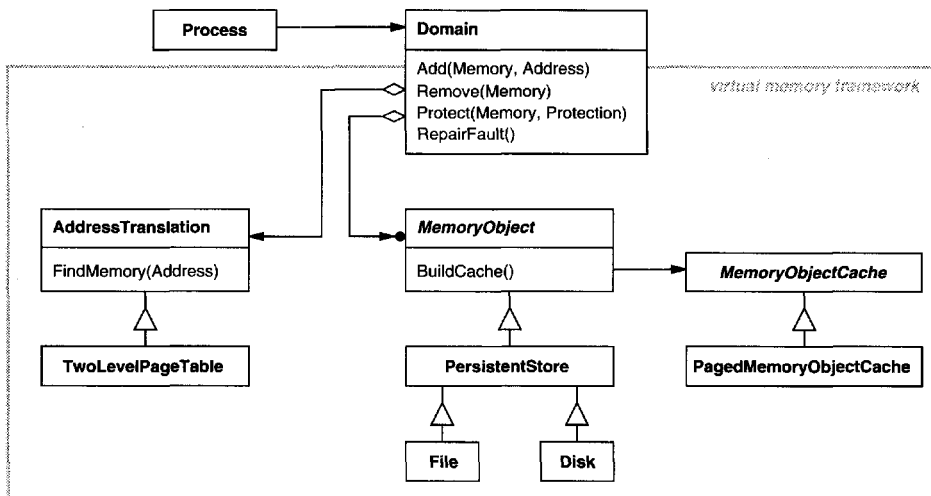 Process
Domain
Add(Memory, Address)
Remove(Memory)
Protect(Memory, Protection)
RepairFault()
virtual memory framework
AddressTranslation
FindMemory(Address)
MemoryObject
BuildCache()
MemoryObjectCache
TwoLevelPageTable
PersistentStore
PagedMemoryObjectCache
File
Disk